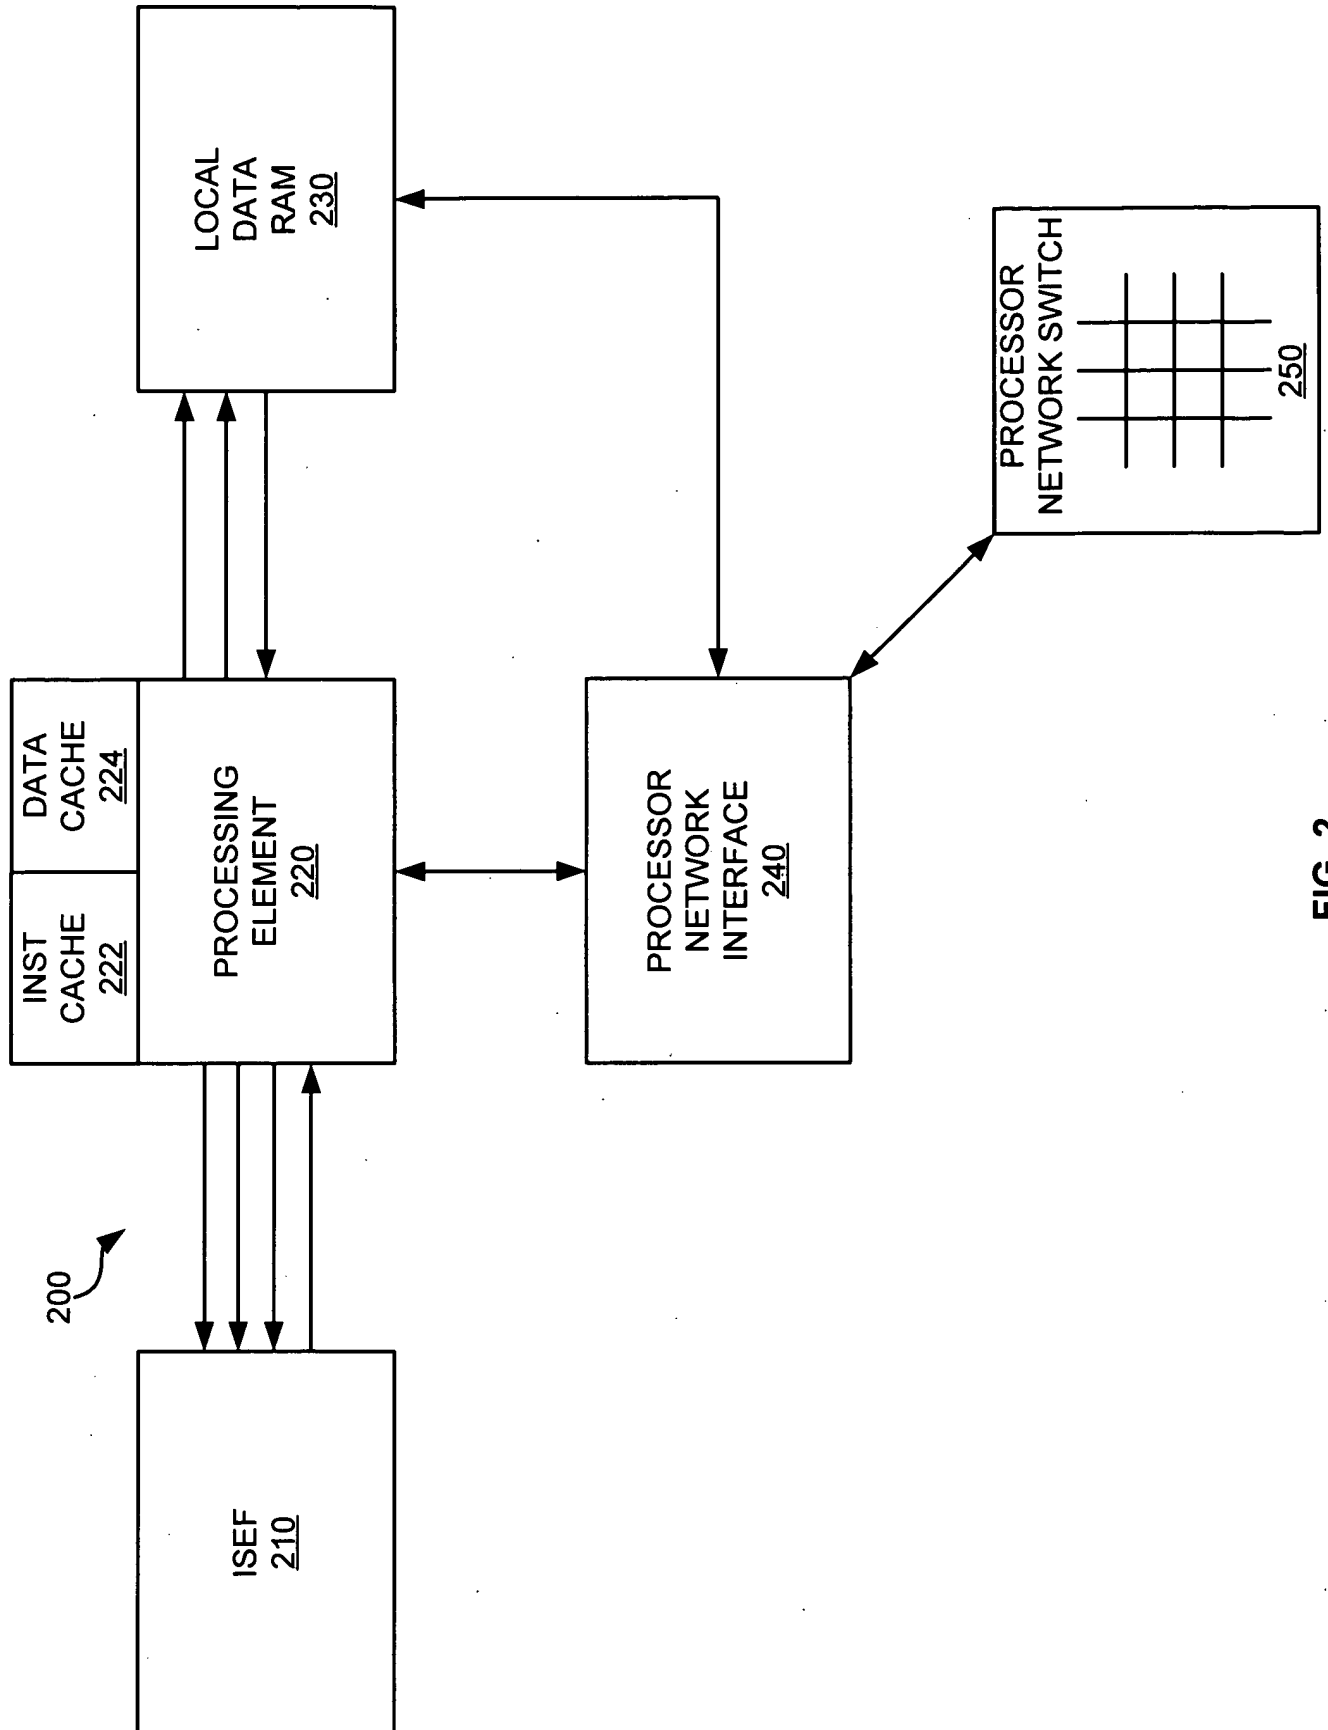 200
ISEF
210
INST
CACHE
222
DATA
CACHE
224
PROCESSING
ELEMENT
220
LOCAL
DATA
RAM
230
PROCESSOR
NETWORK
INTERFACE
240
PROCESSOR
NETWORK SWITCH
250
FIG. 2